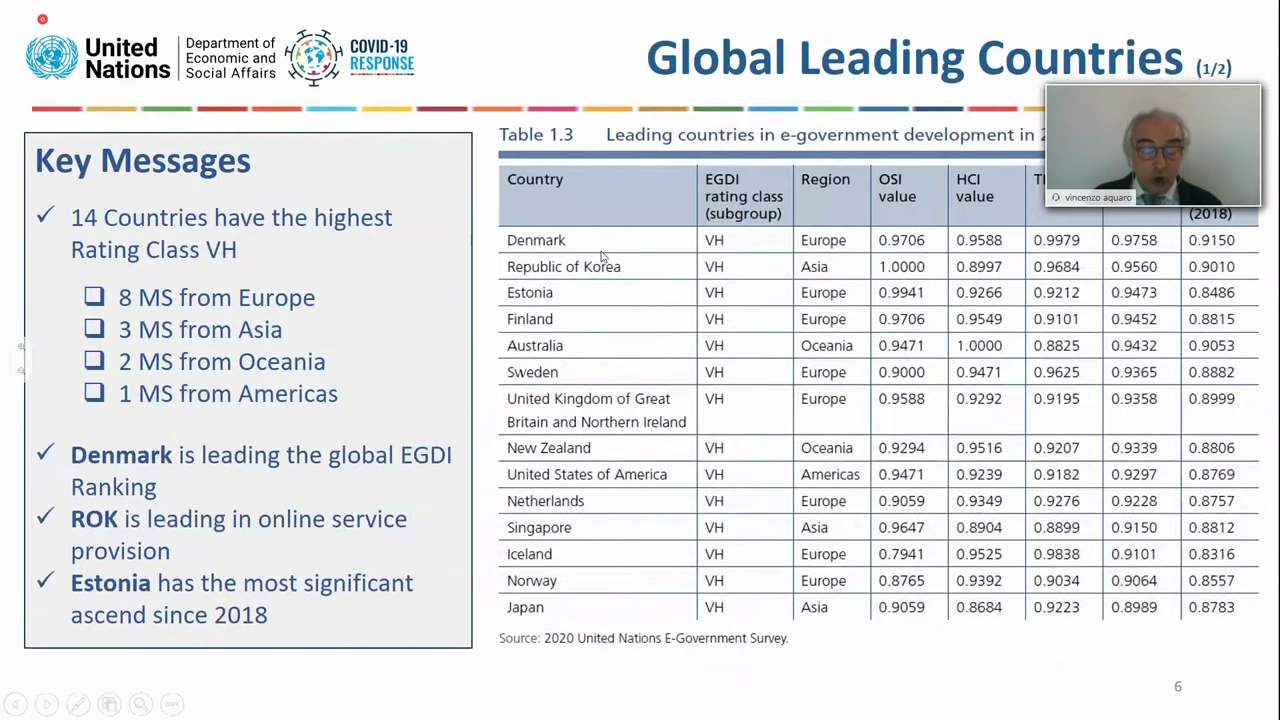 United Nations
Department of Economic and Social Affairs
COVID-19 RESPONSE
Global Leading Countries (1/2)
Key Messages
14 Countries have the highest
Rating Class VH
8 MS from Europe
3 MS from Asia
2 MS from Oceania
1 MS from Americas
Denmark is leading the global EGDI
Ranking
ROK is leading in online service
provision
Estonia has the most significant
ascend since 2018
Table 1.3 Leading countries in e-government development in
vincenzo aquaro
Country EGDI rating class (subgroup) Region OSI value HCI value (2018)
Denmark VH Europe 0.9706 0.9588 0.9979 0.9758 0.9150
Republic of Korea VH Asia 1.0000 0.8997 0.9684 0.9560 0.9010
Estonia VH Europe 0.9941 0.9266 0.9212 0.9473 0.8486
Finland VH Europe 0.9706 0.9549 0.9101 0.9452 0.8815
Australia VH Oceania 0.9471 1.0000 0.8825 0.9432 0.9053
Sweden VH Europe 0.9000 0.9471 0.9625 0.9365 0.8882
United Kingdom of Great Britain and Northern Ireland VH Europe 0.9588 0.9292 0.9195 0.9358 0.8999
New Zealand VH Oceania 0.9294 0.9516 0.9207 0.9339 0.8806
United States of America VH Americas 0.9471 0.9239 0.9182 0.9297 0.8769
Netherlands VH Europe 0.9059 0.9349 0.9276 0.9228 0.8757
Singapore VH Asia 0.9647 0.8904 0.8899 0.9150 0.8812
Iceland VH Europe 0.7941 0.9525 0.9838 0.9101 0.8316
Norway VH Europe 0.8765 0.9392 0.9034 0.9064 0.8557
Japan VH Asia 0.9059 0.8684 0.9223 0.8989 0.8783
Source: 2020 United Nations E-Government Survey.
6